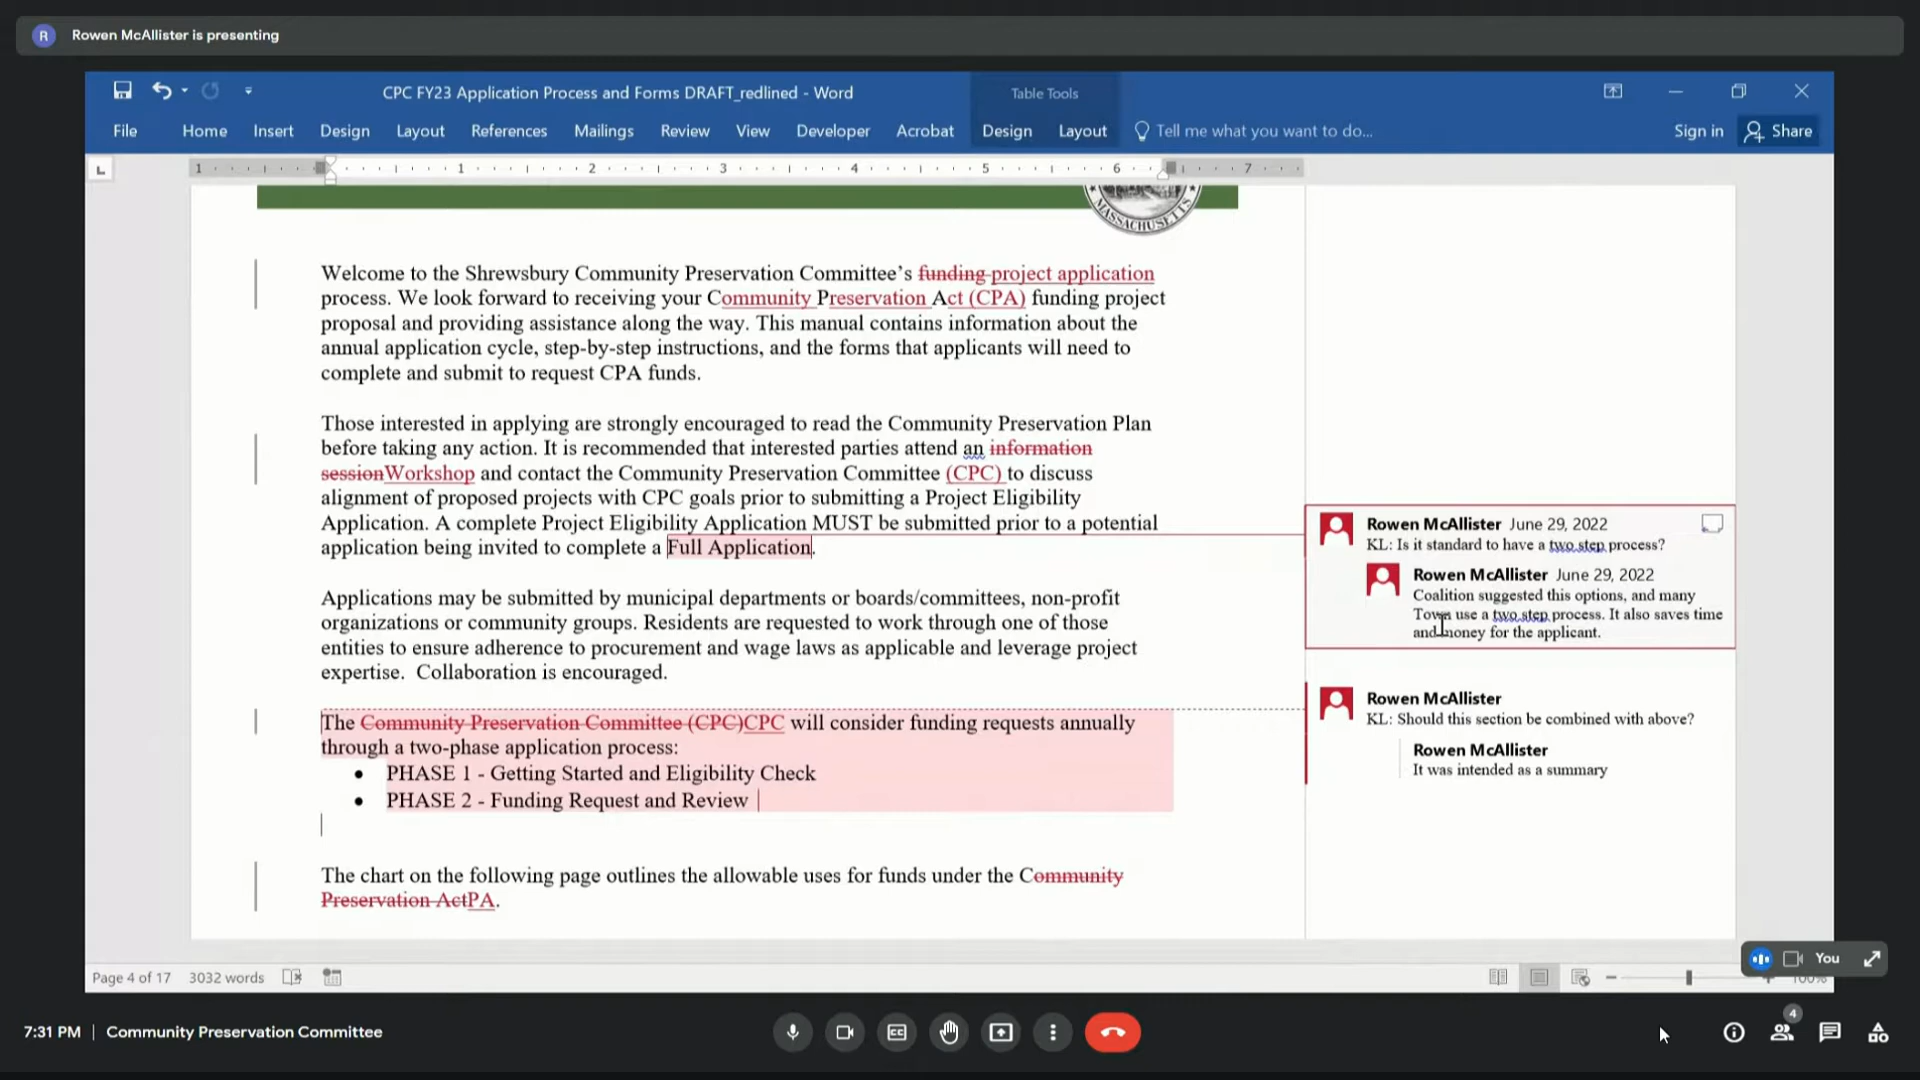 R Rowen McAllister is presenting
CPC FY23 Application Process and Forms DRAFT_redlined - Word
Table Tools
File Home Insert Design Layout References Mailings Review View Developer Acrobat Design Layout Tell me what you want to do... Sign in Share
L 1 1 2 3 4 5 6 7
MASSACHUSETTS
Welcome to the Shrewsbury Community Preservation Committee’s funding project application
process. We look forward to receiving your Community Preservation Act (CPA) funding project
proposal and providing assistance along the way. This manual contains information about the
annual application cycle, step-by-step instructions, and the forms that applicants will need to
complete and submit to request CPA funds.
Those interested in applying are strongly encouraged to read the Community Preservation Plan
before taking any action. It is recommended that interested parties attend an information
sessionWorkshop and contact the Community Preservation Committee (CPC) to discuss
alignment of proposed projects with CPC goals prior to submitting a Project Eligibility
Application. A complete Project Eligibility Application MUST be submitted prior to a potential
application being invited to complete a Full Application.
Applications may be submitted by municipal departments or boards/committees, non-profit
organizations or community groups. Residents are requested to work through one of those
entities to ensure adherence to procurement and wage laws as applicable and leverage project
expertise.  Collaboration is encouraged.
The Community Preservation Committee (CPC)CPC will consider funding requests annually
through a two-phase application process:
• PHASE 1 - Getting Started and Eligibility Check
• PHASE 2 - Funding Request and Review
The chart on the following page outlines the allowable uses for funds under the Community
Preservation ActPA.
Rowen McAllister June 29, 2022
KL: Is it standard to have a two step process?
Rowen McAllister June 29, 2022
Coalition suggested this options, and many
Town use a two step process. It also saves time
and money for the applicant.
Rowen McAllister
KL: Should this section be combined with above?
Rowen McAllister
It was intended as a summary
You
Page 4 of 17 3032 words 100%
7:31 PM | Community Preservation Committee
CC
4